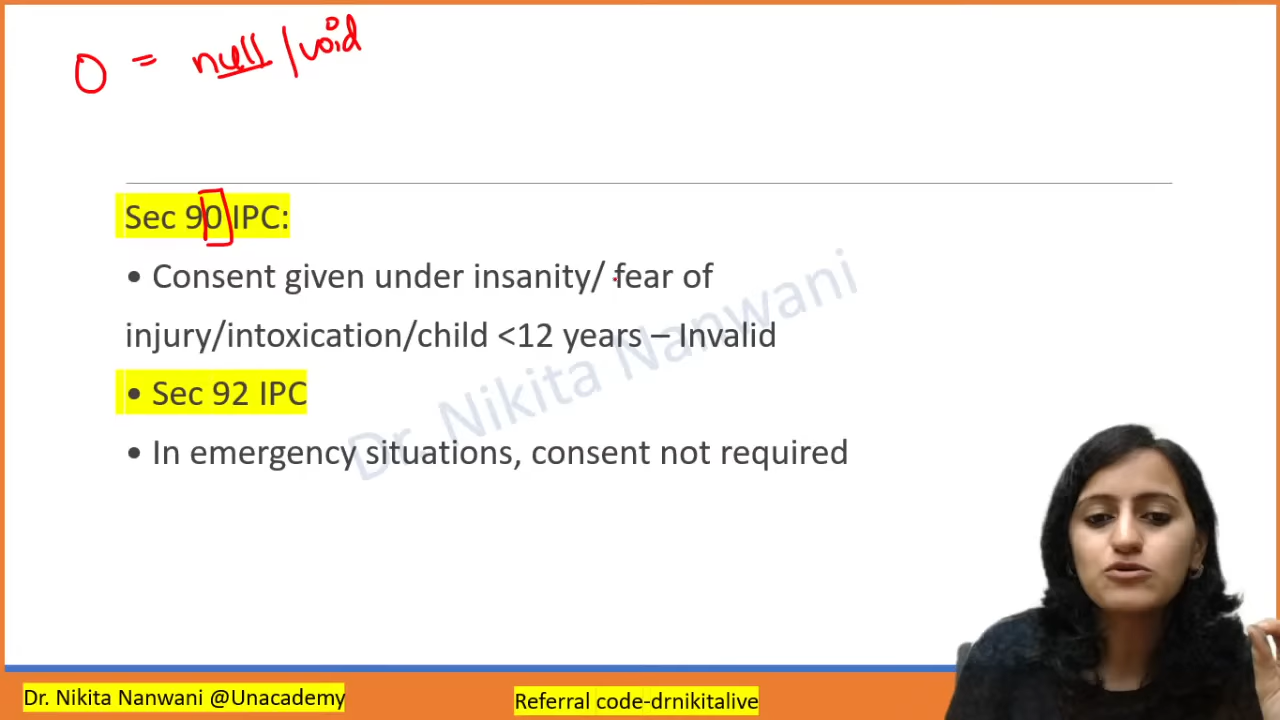 0 = null/void
Sec 90 IPC:
• Consent given under insanity/ fear of
injury/intoxication/child <12 years – Invalid
• Sec 92 IPC
• In emergency situations, consent not required
Dr. Nikita Nanwani
Dr. Nikita Nanwani @Unacademy
Referral code-drnikitalive